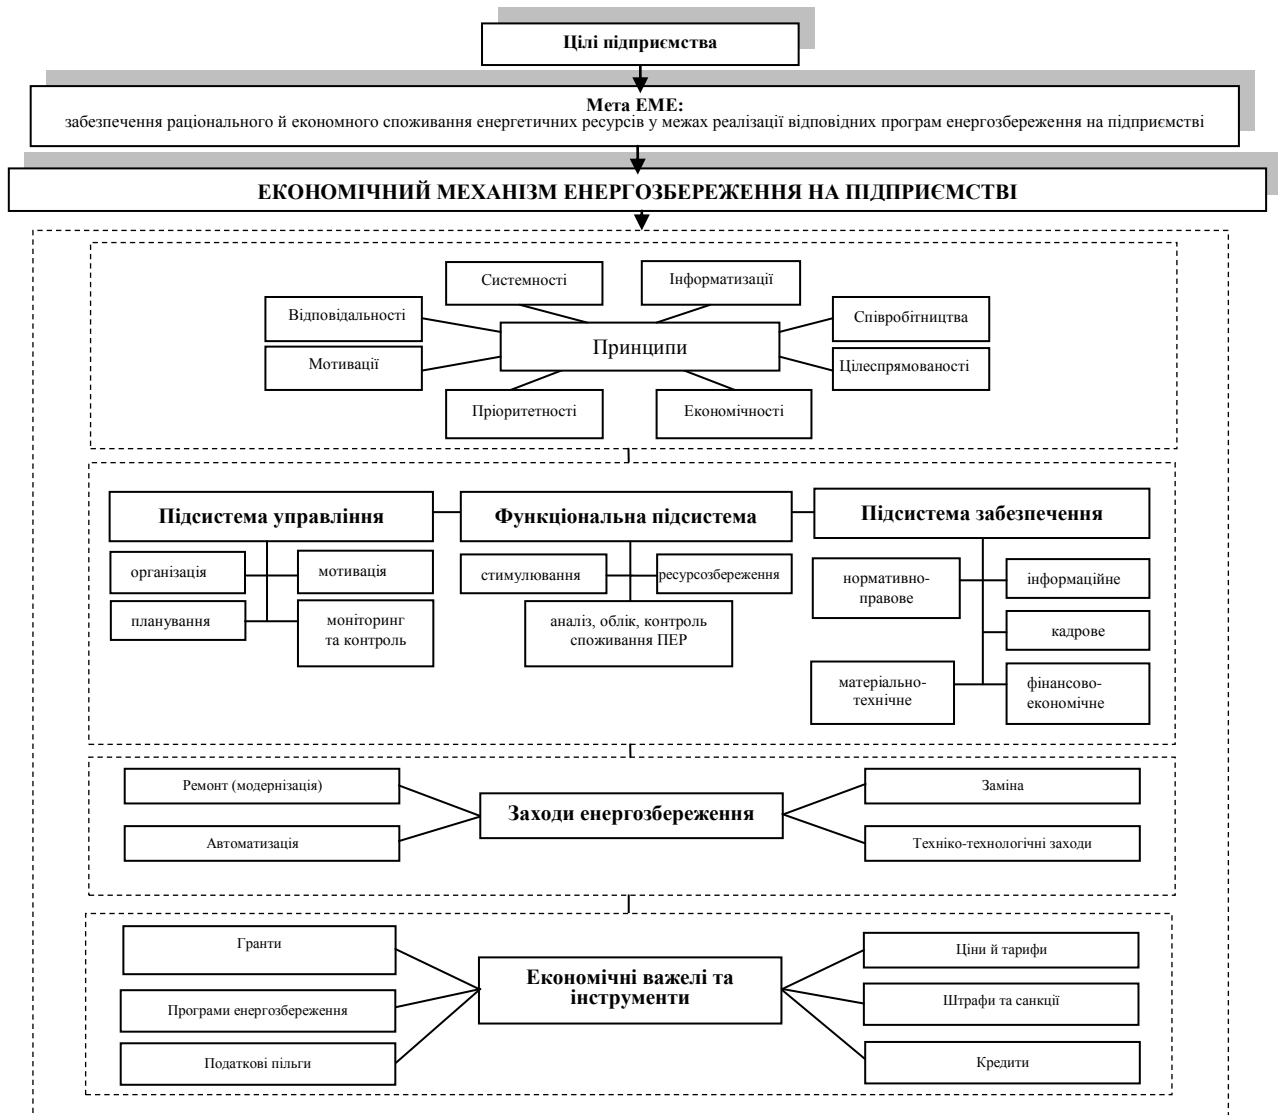 Цілі підприємства
Мета ЕМЕ:
забезпечення раціонального й економного споживання енергетичних ресурсів у межах реалізації відповідних програм енергозбереження на підприємстві
ЕКОНОМІЧНИЙ МЕХАНІЗМ ЕНЕРГОЗБЕРЕЖЕННЯ НА ПІДПРИЄМСТВІ
Системності
Інформатизації
Відповідальності
Співробітництва
Принципи
Мотивації
Цілеспрямованості
Пріоритетності
Економічності
Підсистема управління
Функціональна підсистема
Підсистема забезпечення
організація
мотивація
планування
моніторинг
та контроль
стимулювання
ресурсозбереження
аналіз, облік, контроль
споживання ПЕР
нормативно-
правове
інформаційне
кадрове
матеріально-
технічне
фінансово-
економічне
Ремонт (модернізація)
Заміна
Заходи енергозбереження
Автоматизація
Техніко-технологічні заходи
Гранти
Ціни й тарифи
Економічні важелі та
інструменти
Програми енергозбереження
Штрафи та санкції
Податкові пільги
Кредити